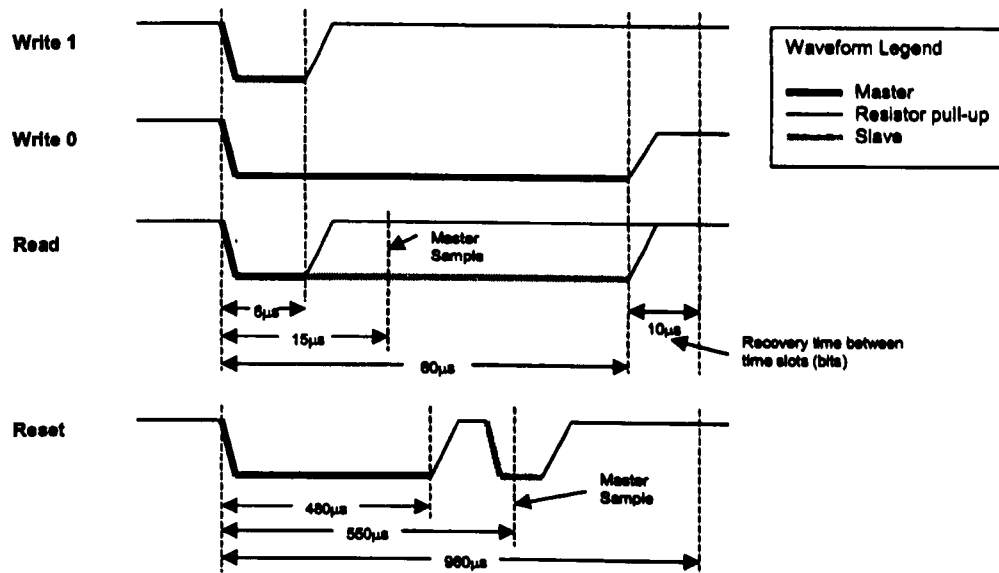 Write 1
Waveform Legend
Master
Resistor pull-up
Slave
Write 0
Read
Master
Sample
6µs
15µs
10µs
Recovery time between
time slots (bits)
60µs
Reset
Master
Sample
480µs
550µs
960µs